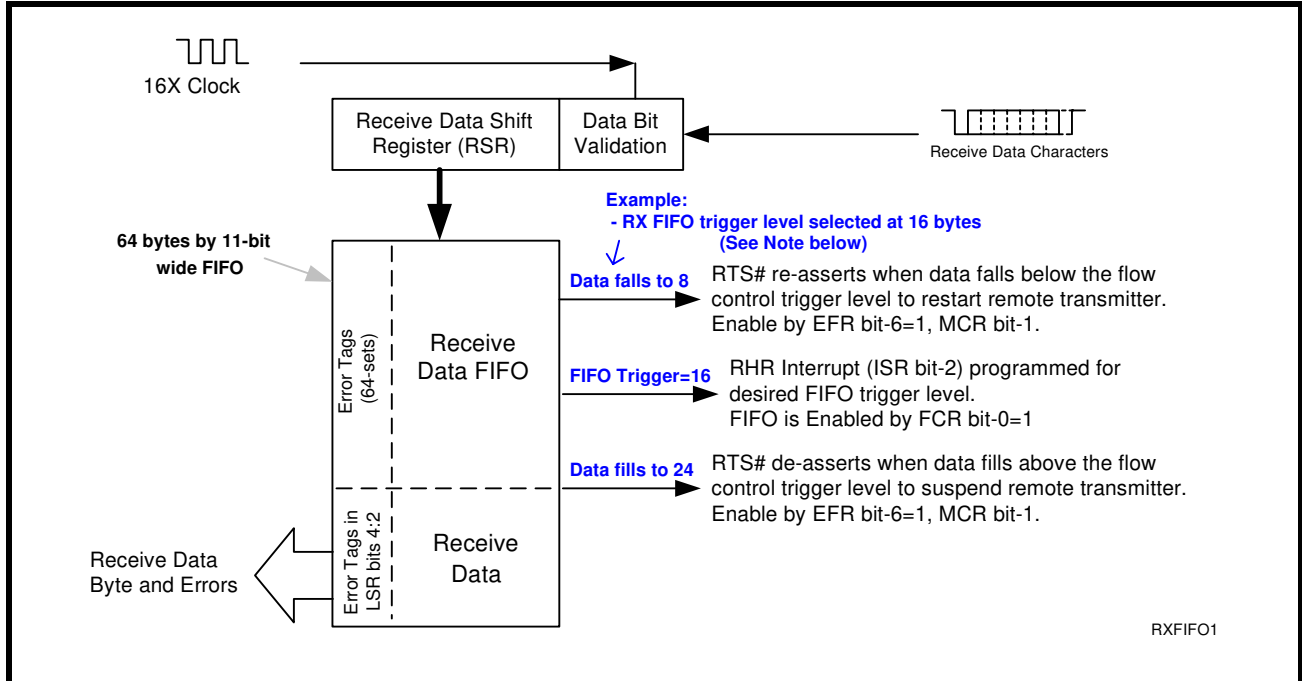 16X Clock
Receive Data Shift
Register (RSR)
Data Bit
Validation
Receive Data Characters
Example:
- RX FIFO trigger level selected at 16 bytes
(See Note below)
64 bytes by 11-bit
wide FIFO
Data falls to 8
RTS# re-asserts when data falls below the flow
control trigger level to restart remote transmitter.
Enable by EFR bit-6=1, MCR bit-1.
Error Tags
(64-sets)
Receive
Data FIFO
FIFO Trigger=16
RHR Interrupt (ISR bit-2) programmed for
desired FIFO trigger level.
FIFO is Enabled by FCR bit-0=1
Data fills to 24
RTS# de-asserts when data fills above the flow
control trigger level to suspend remote transmitter.
Enable by EFR bit-6=1, MCR bit-1.
Error Tags in
LSR bits 4:2
Receive
Data
Receive Data
Byte and Errors
RXFIFO1